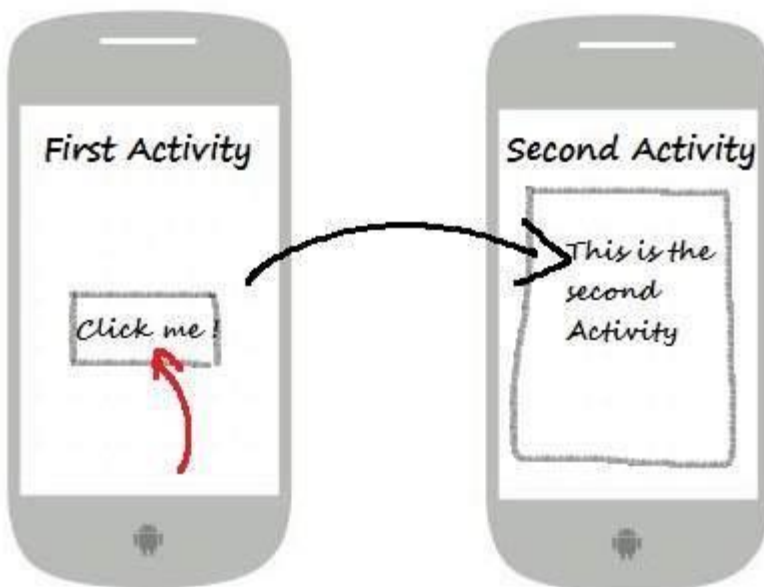 First Activity
Click me !
Second Activity
This is the
second
Activity